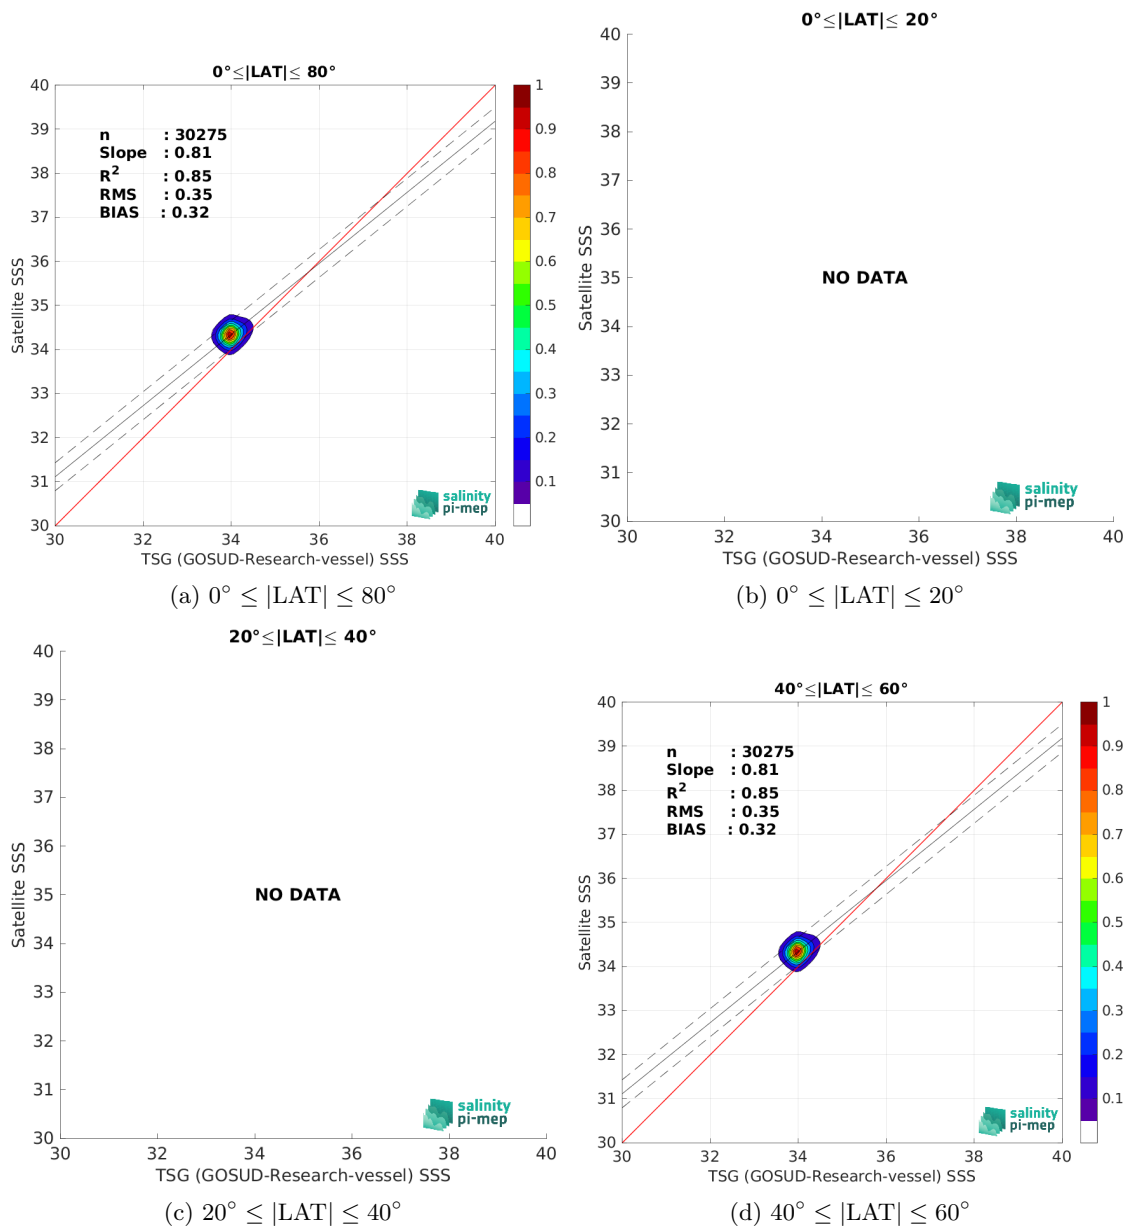 0°≤|LAT|≤ 80°
40
39
38
37
36
35
34
33
32
31
30
Satellite SSS
n : 30275
Slope : 0.81
R2 : 0.85
RMS : 0.35
BIAS : 0.32
salinity
pi-mep
30 32 34 36 38 40
TSG (GOSUD-Research-vessel) SSS
1
0.9
0.8
0.7
0.6
0.5
0.4
0.3
0.2
0.1
(a) 0° ≤ |LAT| ≤ 80°
0°≤|LAT|≤ 20°
40
39
38
37
36
35
34
33
32
31
30
Satellite SSS
NO DATA
salinity
pi-mep
30 32 34 36 38 40
TSG (GOSUD-Research-vessel) SSS
(b) 0° ≤ |LAT| ≤ 20°
20°≤|LAT|≤ 40°
40
39
38
37
36
35
34
33
32
31
30
Satellite SSS
NO DATA
salinity
pi-mep
30 32 34 36 38 40
TSG (GOSUD-Research-vessel) SSS
(c) 20° ≤ |LAT| ≤ 40°
40°≤|LAT|≤ 60°
40
39
38
37
36
35
34
33
32
31
30
Satellite SSS
n : 30275
Slope : 0.81
R2 : 0.85
RMS : 0.35
BIAS : 0.32
salinity
pi-mep
30 32 34 36 38 40
TSG (GOSUD-Research-vessel) SSS
1
0.9
0.8
0.7
0.6
0.5
0.4
0.3
0.2
0.1
(d) 40° ≤ |LAT| ≤ 60°